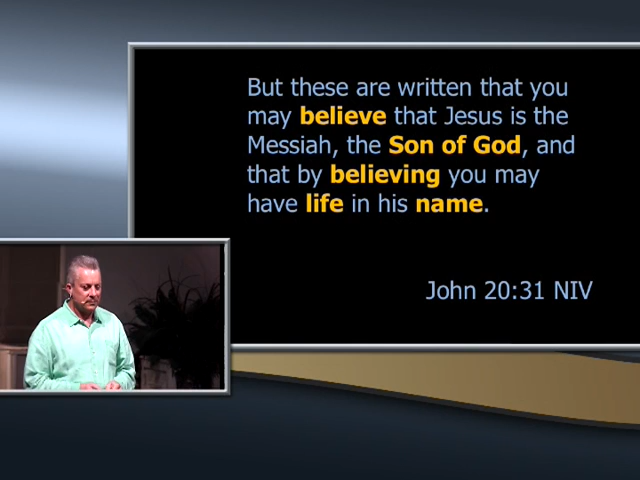 But these are written that you
may believe that Jesus is the
Messiah, the Son of God, and
that by believing you may
have life in his name.
John 20:31 NIV